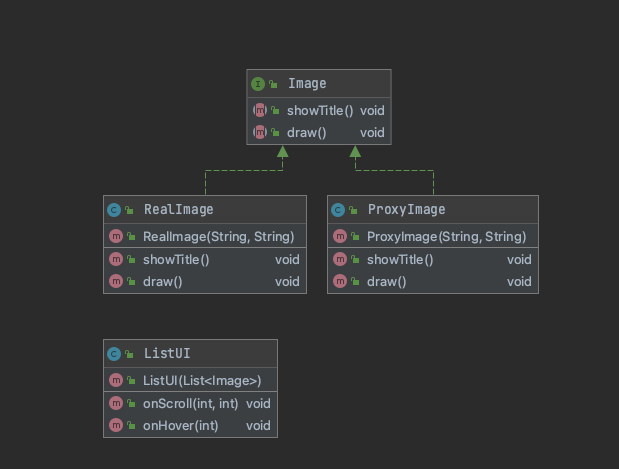 I Image
m showTitle() void
m draw() void
C RealImage
m RealImage(String, String)
m showTitle() void
m draw() void
C ProxyImage
m ProxyImage(String, String)
m showTitle() void
m draw() void
C ListUI
m ListUI(List<Image>)
m onScroll(int, int) void
m onHover(int) void